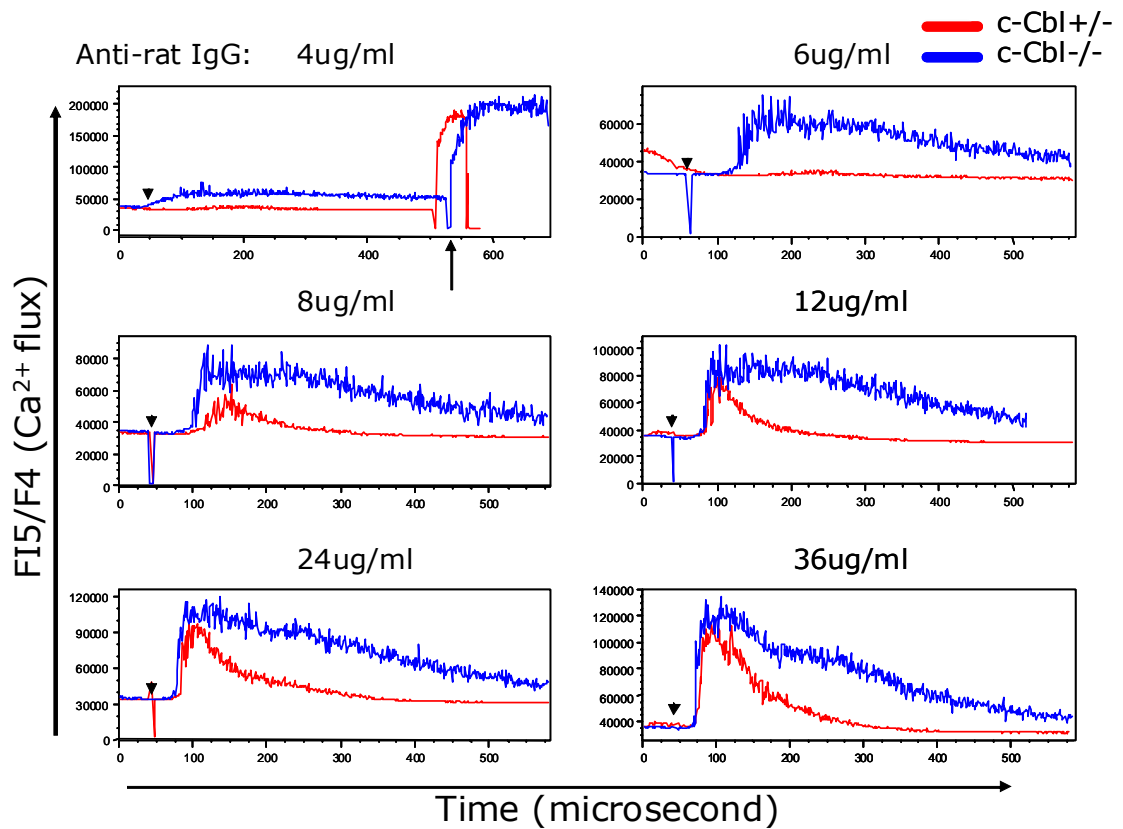 c-Cbl+/-
c-Cbl-/-
Anti-rat IgG: 4ug/ml 6ug/ml
200000
150000
100000
50000
0
0 200 400 600
60000
40000
20000
0
0 100 200 300 400 500
8ug/ml 12ug/ml
80000
60000
40000
20000
0
0 100 200 300 400 500
100000
80000
60000
40000
20000
0
0 100 200 300 400 500
24ug/ml 36ug/ml
120000
90000
60000
30000
0
0 100 200 300 400 500
140000
120000
100000
80000
60000
40000
0 100 200 300 400 500
FI5/F4 (Ca²⁺ flux)
Time (microsecond)